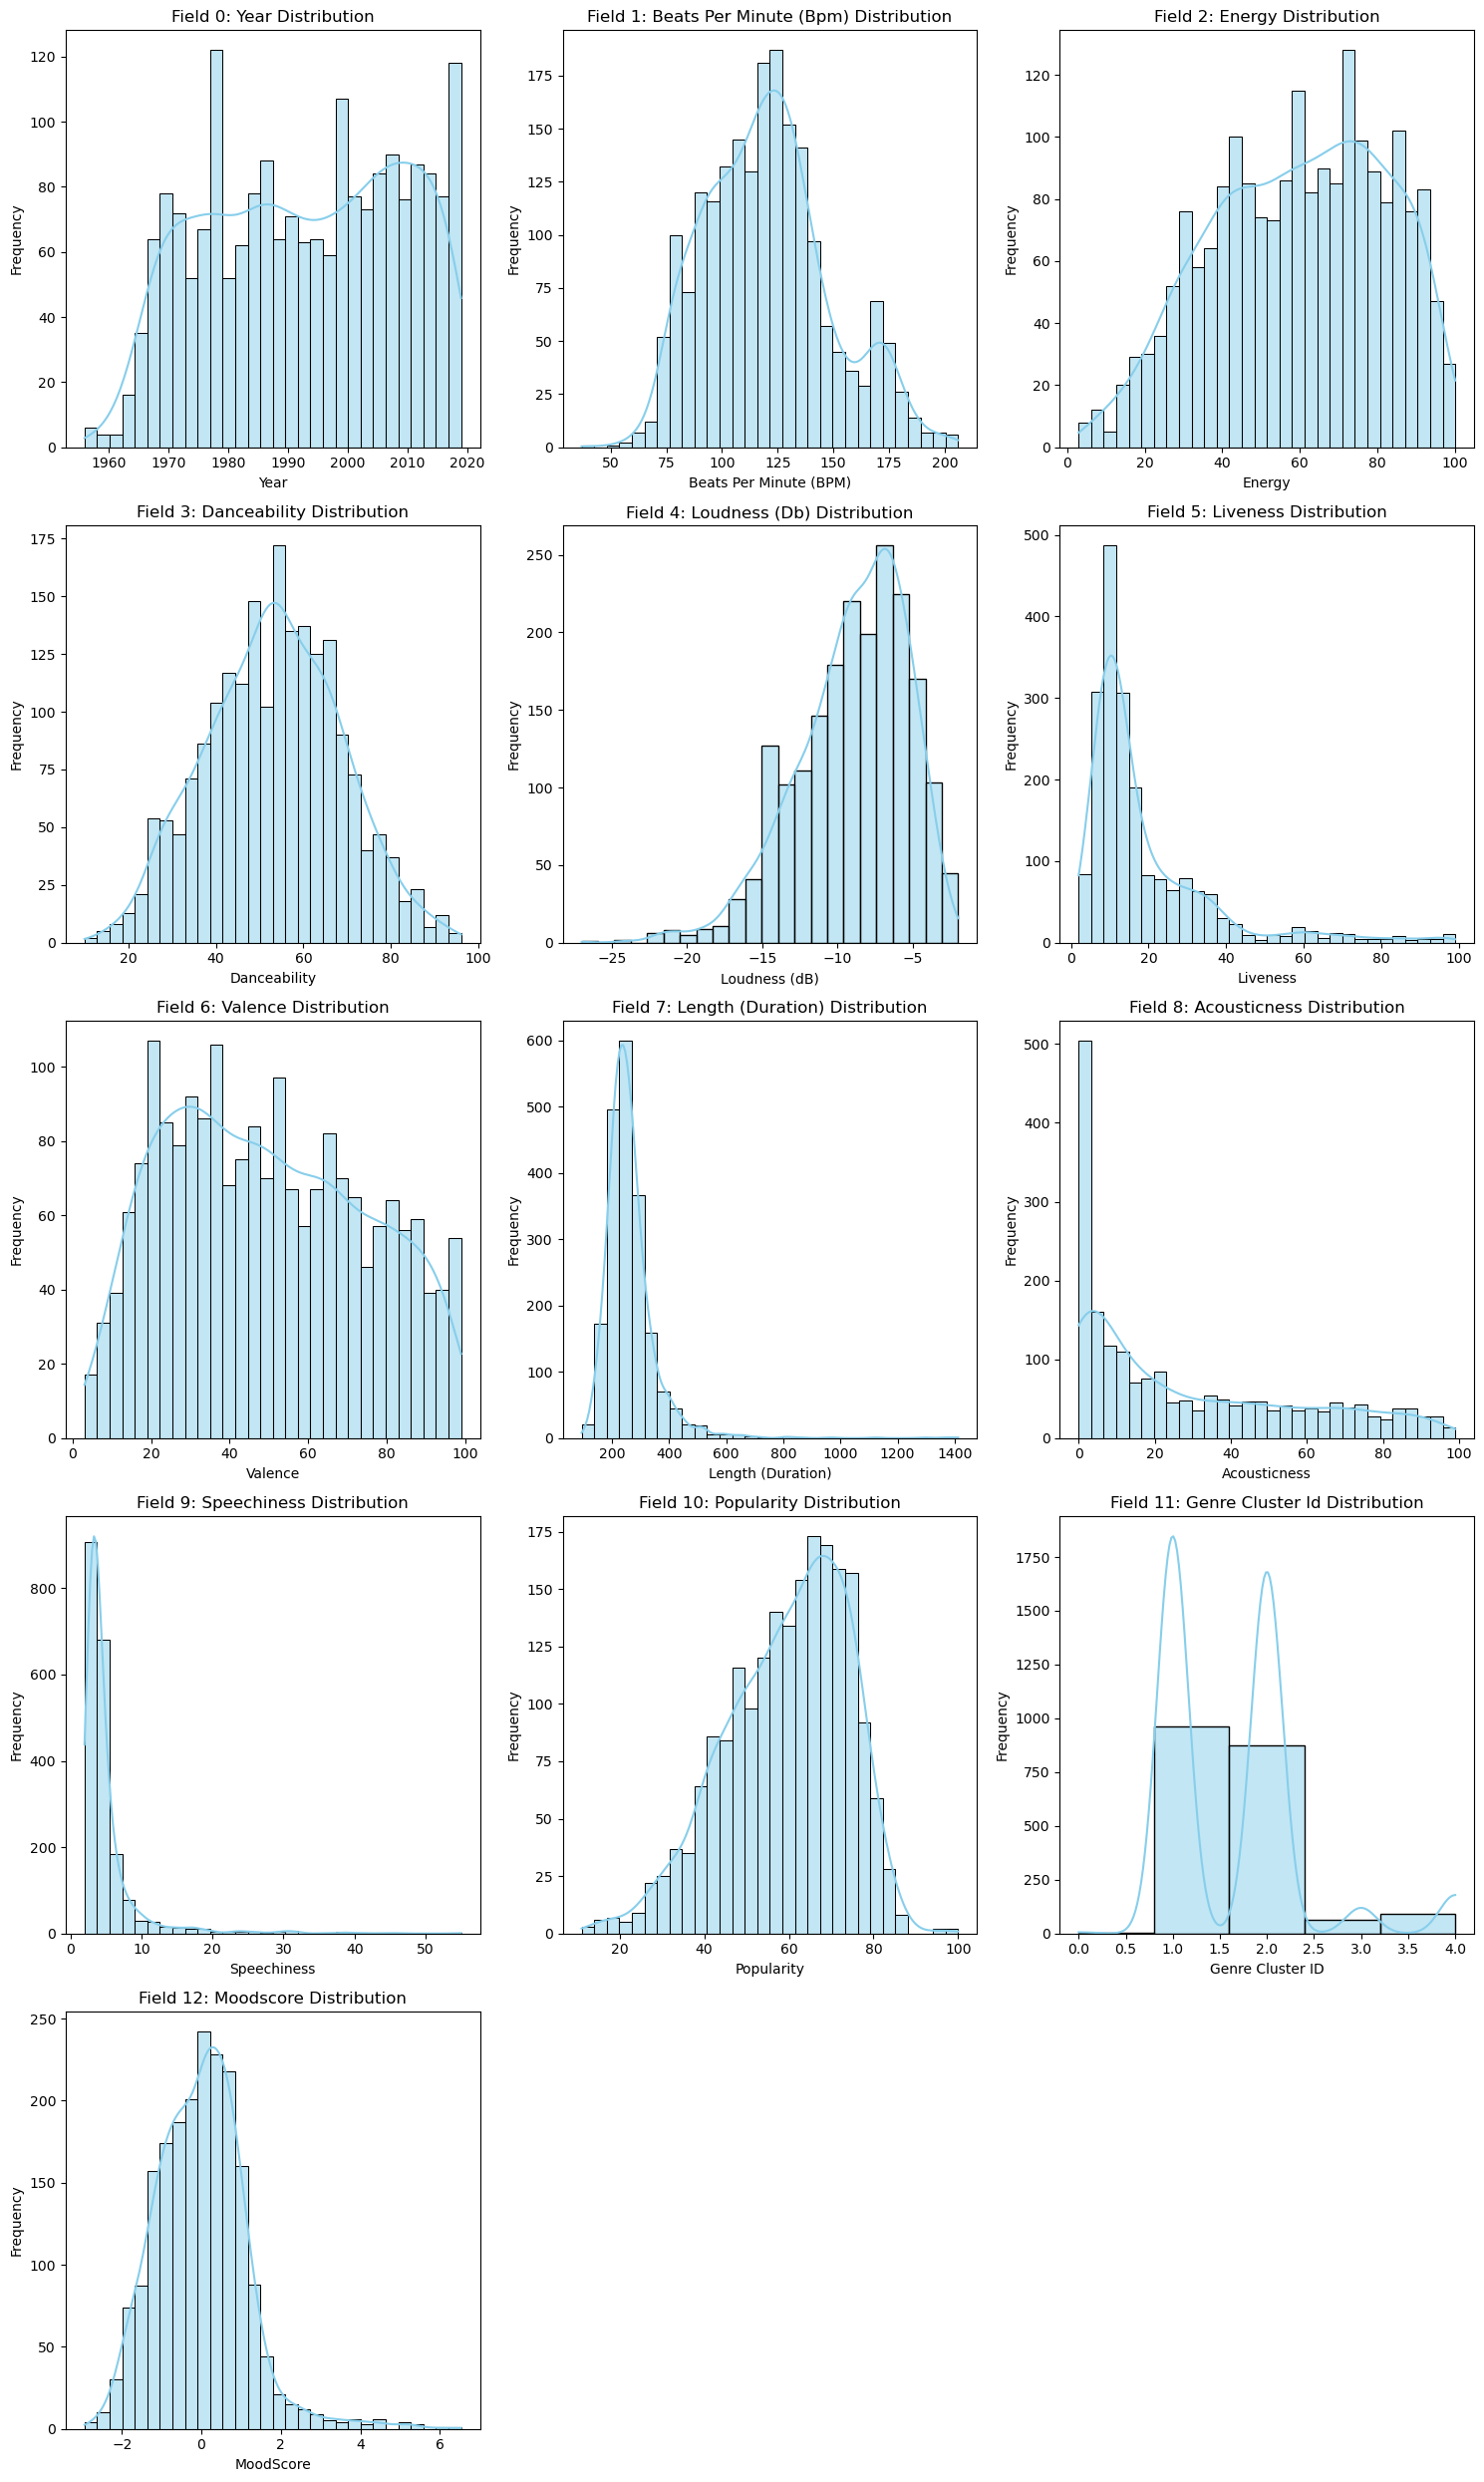 Field 0: Year Distribution
Frequency
120
100
80
60
40
20
0
1960 1970 1980 1990 2000 2010 2020
Year
Field 1: Beats Per Minute (Bpm) Distribution
Frequency
175
150
125
100
75
50
25
0
50 75 100 125 150 175 200
Beats Per Minute (BPM)
Field 2: Energy Distribution
Frequency
120
100
80
60
40
20
0
0 20 40 60 80 100
Energy
Field 3: Danceability Distribution
Frequency
175
150
125
100
75
50
25
0
20 40 60 80 100
Danceability
Field 4: Loudness (Db) Distribution
Frequency
250
200
150
100
50
0
−25 −20 −15 −10 −5
Loudness (dB)
Field 5: Liveness Distribution
Frequency
500
400
300
200
100
0
0 20 40 60 80 100
Liveness
Field 6: Valence Distribution
Frequency
100
80
60
40
20
0
0 20 40 60 80 100
Valence
Field 7: Length (Duration) Distribution
Frequency
600
500
400
300
200
100
0
200 400 600 800 1000 1200 1400
Length (Duration)
Field 8: Acousticness Distribution
Frequency
500
400
300
200
100
0
0 20 40 60 80 100
Acousticness
Field 9: Speechiness Distribution
Frequency
800
600
400
200
0
0 10 20 30 40 50
Speechiness
Field 10: Popularity Distribution
Frequency
175
150
125
100
75
50
25
0
20 40 60 80 100
Popularity
Field 11: Genre Cluster Id Distribution
Frequency
1750
1500
1250
1000
750
500
250
0
0.0 0.5 1.0 1.5 2.0 2.5 3.0 3.5 4.0
Genre Cluster ID
Field 12: Moodscore Distribution
Frequency
250
200
150
100
50
0
−2 0 2 4 6
MoodScore